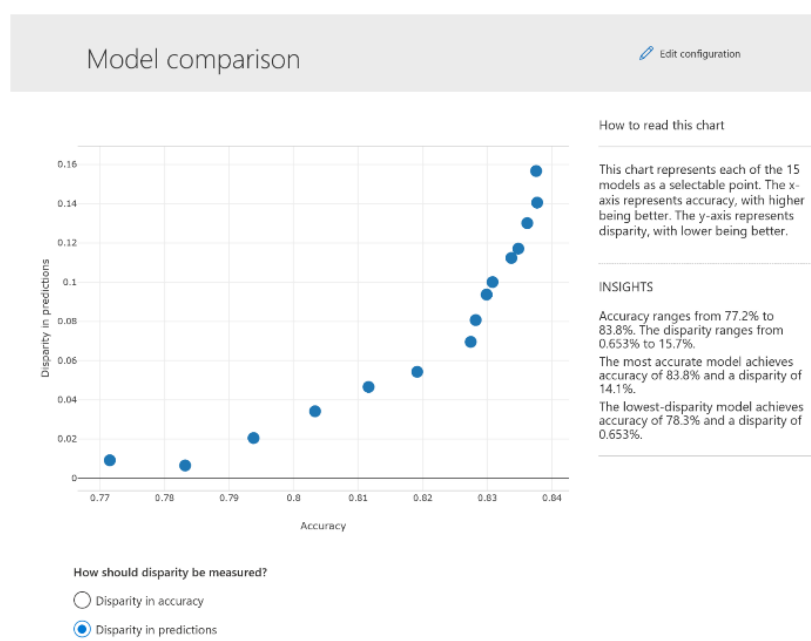 Model comparison
Edit configuration
How to read this chart
This chart represents each of the 15
models as a selectable point. The x-
axis represents accuracy, with higher
being better. The y-axis represents
disparity, with lower being better.
INSIGHTS
Accuracy ranges from 77.2% to
83.8%. The disparity ranges from
0.653% to 15.7%.
The most accurate model achieves
accuracy of 83.8% and a disparity of
14.1%.
The lowest-disparity model achieves
accuracy of 78.3% and a disparity of
0.653%.
Disparity in predictions
0.16
0.14
0.12
0.1
0.08
0.06
0.04
0.02
0
0.77 0.78 0.79 0.8 0.81 0.82 0.83 0.84
Accuracy
How should disparity be measured?
Disparity in accuracy
Disparity in predictions